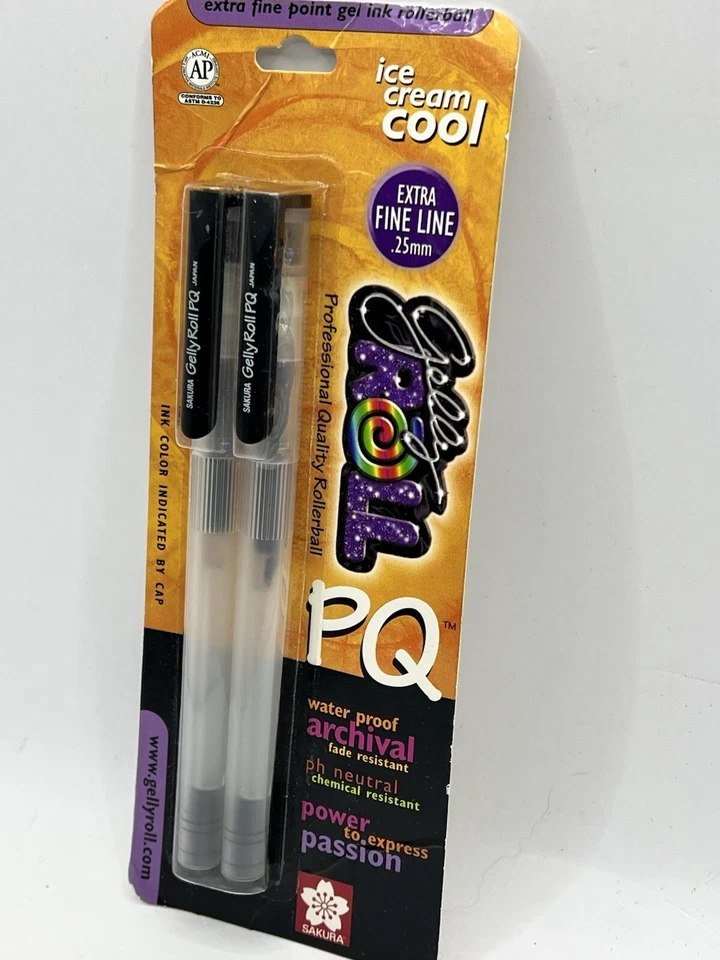 extra fine point gel ink rollerball
ACMI
AP
CONFORMS TO
ASTM D-4236
ice
cream
cool
EXTRA
FINE LINE
.25mm
SAKURA GellyRoll PQ JAPAN
SAKURA GellyRoll PQ JAPAN
Professional Quality Rollerball
Gelly
ROLL
PQ™
INK COLOR INDICATED BY CAP
water proof
archival
fade resistant
ph neutral
chemical resistant
power
to express
passion
www.gellyroll.com
SAKURA